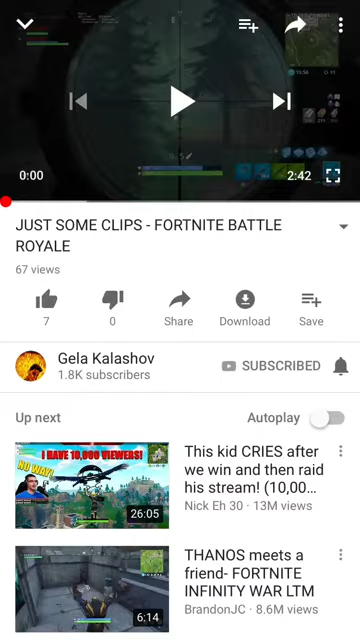 0:00
2:42
JUST SOME CLIPS - FORTNITE BATTLE
ROYALE
67 views
7
0
Share
Download
Save
Gela Kalashov
1.8K subscribers
SUBSCRIBED
Up next
Autoplay
I HAVE 10,000 VIEWERS!
NO WAY!
26:05
This kid CRIES after
we win and then raid
his stream! (10,00...
Nick Eh 30 · 13M views
6:14
THANOS meets a
friend- FORTNITE
INFINITY WAR LTM
BrandonJC · 8.6M views